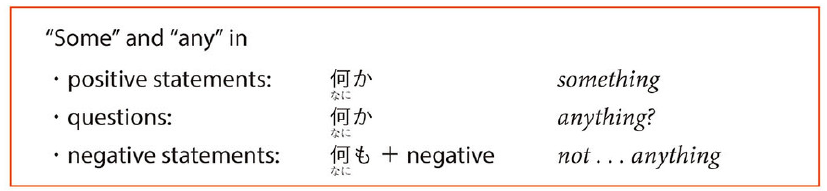 “Some” and “any” in
・positive statements: 何か something
なに
・questions: 何か anything?
なに
・negative statements: 何も + negative not . . . anything
なに